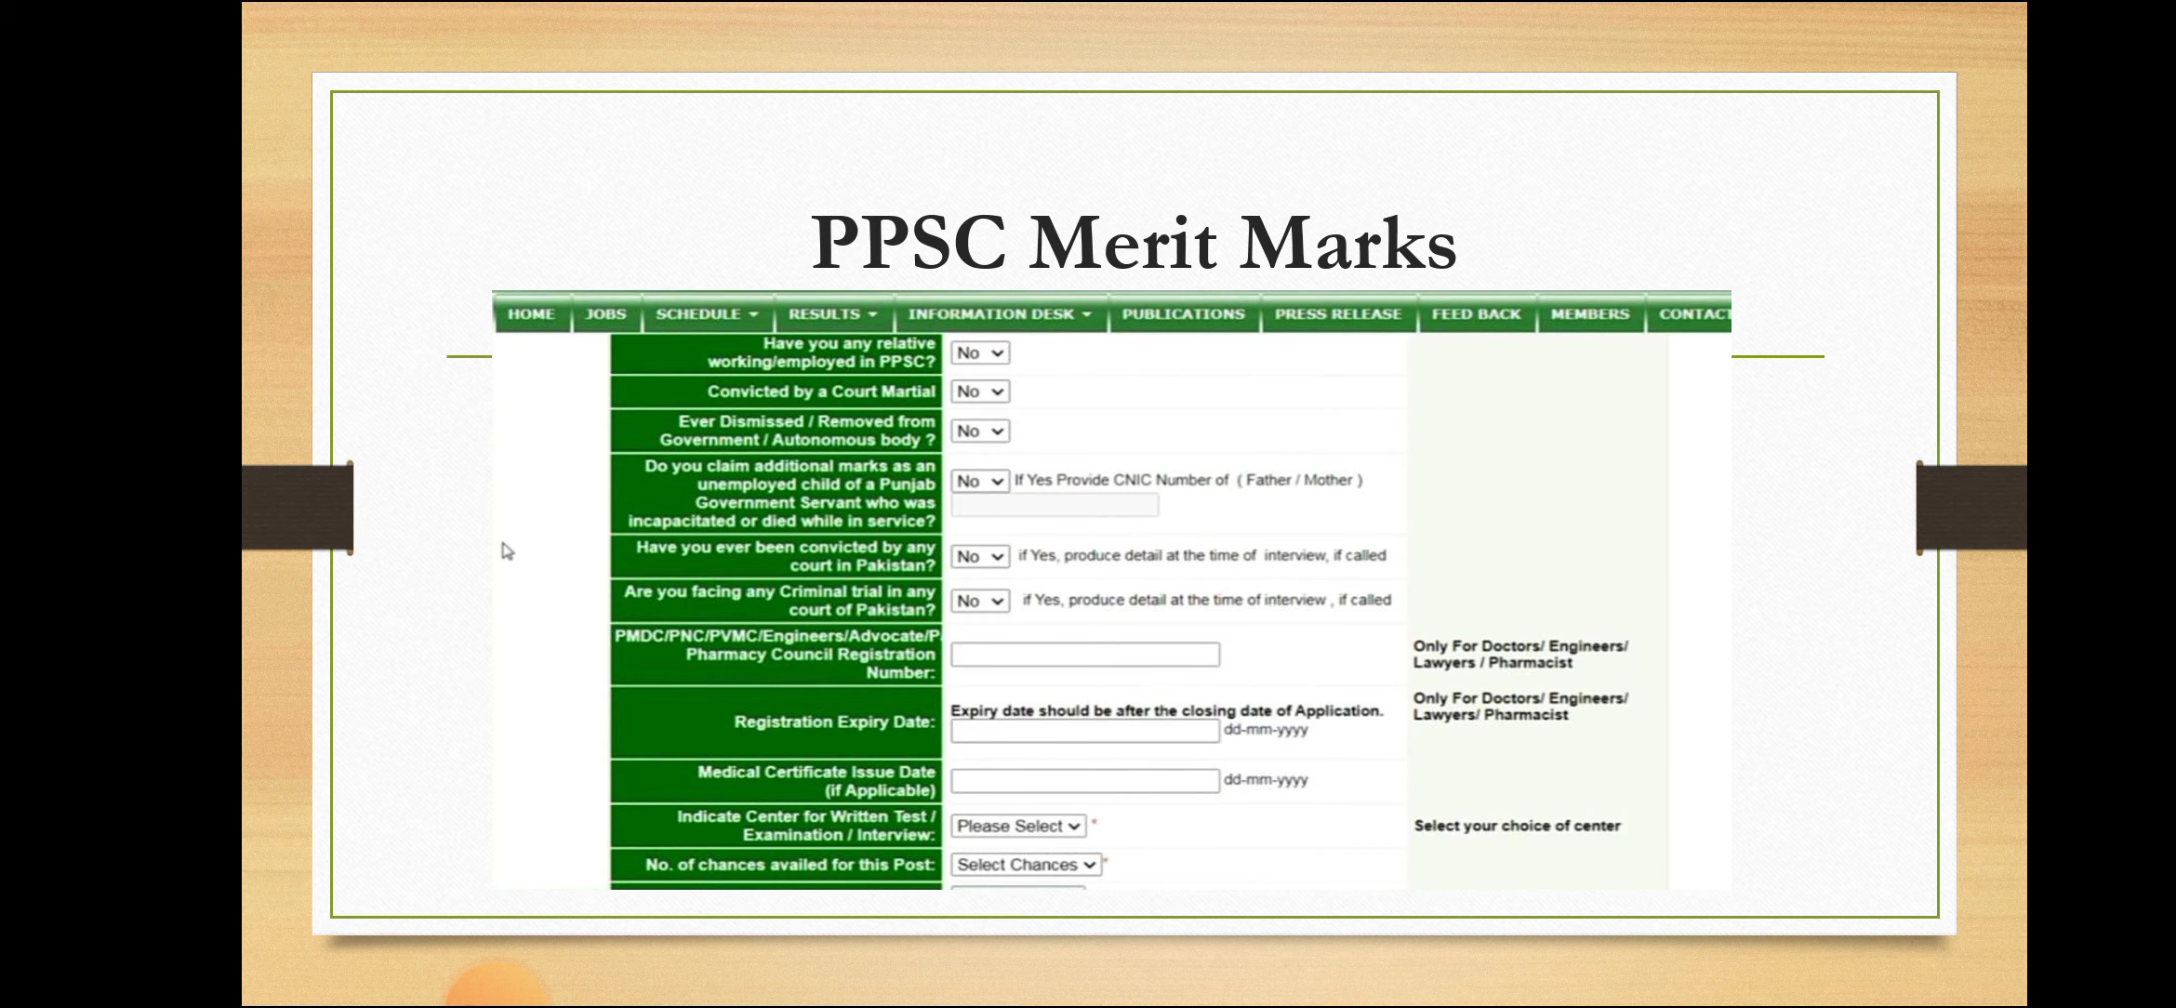 PPSC Merit Marks
HOME JOBS SCHEDULE RESULTS INFORMATION DESK PUBLICATIONS PRESS RELEASE FEED BACK MEMBERS CONTACT
Have you any relative
working/employed in PPSC?
No
Convicted by a Court Martial
No
Ever Dismissed / Removed from
Government / Autonomous body ?
No
Do you claim additional marks as an
unemployed child of a Punjab
Government Servant who was
incapacitated or died while in service?
No If Yes Provide CNIC Number of ( Father / Mother )
Have you ever been convicted by any
court in Pakistan?
No if Yes, produce detail at the time of interview, if called
Are you facing any Criminal trial in any
court of Pakistan?
No if Yes, produce detail at the time of interview , if called
PMDC/PNC/PVMC/Engineers/Advocate/P
Pharmacy Council Registration
Number:
Only For Doctors/ Engineers/
Lawyers / Pharmacist
Registration Expiry Date:
Expiry date should be after the closing date of Application.
dd-mm-yyyy
Only For Doctors/ Engineers/
Lawyers/ Pharmacist
Medical Certificate Issue Date
(if Applicable)
dd-mm-yyyy
Indicate Center for Written Test /
Examination / Interview:
Please Select *
Select your choice of center
No. of chances availed for this Post:
Select Chances *